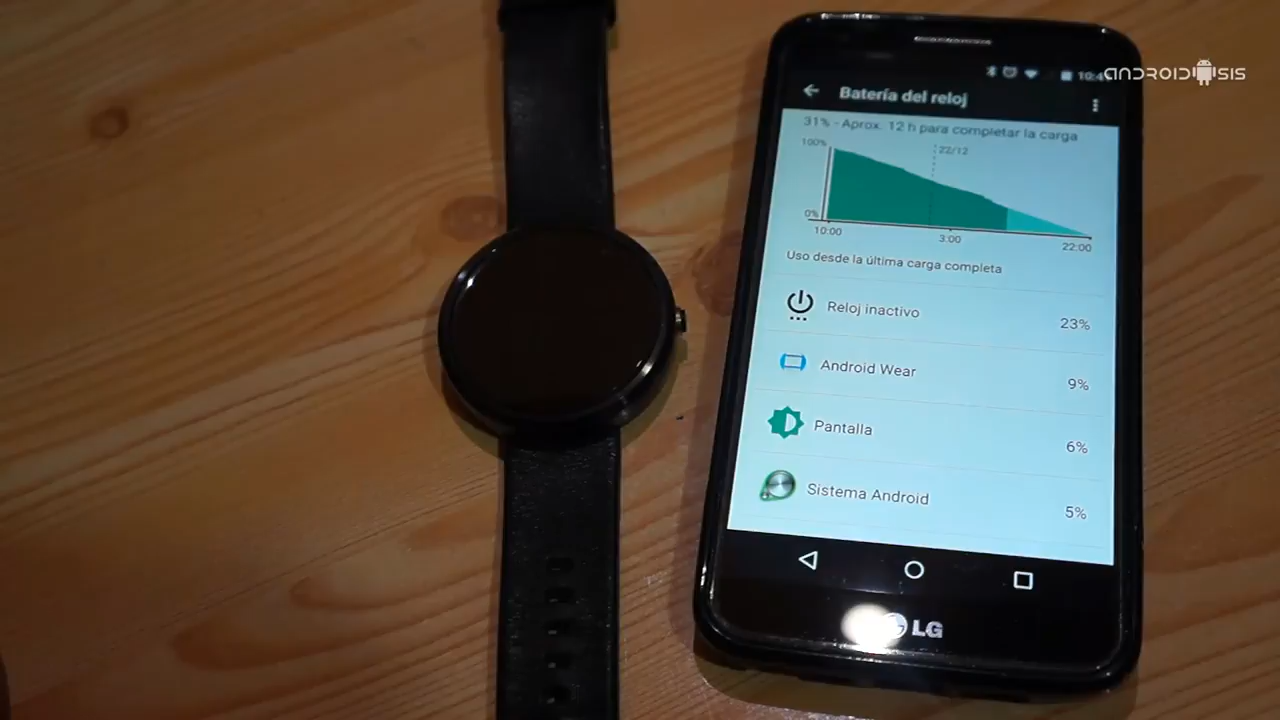 ANDROIDSIS
10:4
Batería del reloj
31% - Aprox. 12 h para completar la carga
100%
22/12
0%
10:00
3:00
22:00
Uso desde la última carga completa
Reloj inactivo
23%
Android Wear
9%
Pantalla
6%
Sistema Android
5%
LG